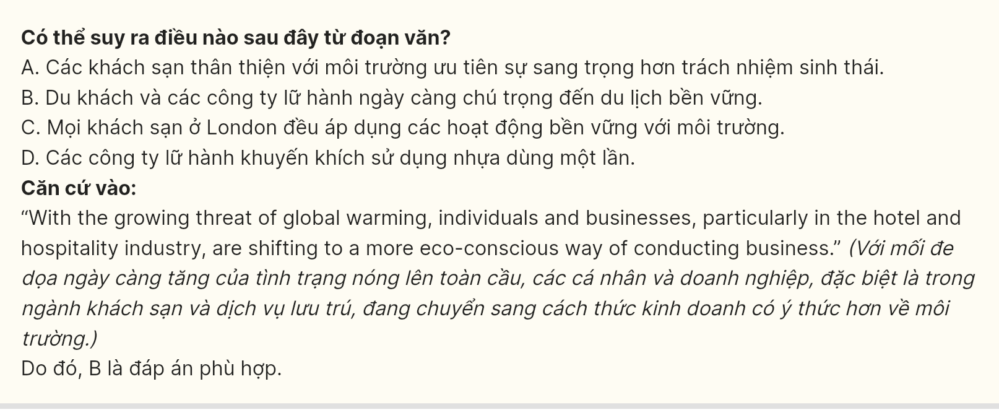 Có thể suy ra điều nào sau đây từ đoạn văn?
A. Các khách sạn thân thiện với môi trường ưu tiên sự sang trọng hơn trách nhiệm sinh thái.
B. Du khách và các công ty lữ hành ngày càng chú trọng đến du lịch bền vững.
C. Mọi khách sạn ở London đều áp dụng các hoạt động bền vững với môi trường.
D. Các công ty lữ hành khuyến khích sử dụng nhựa dùng một lần.
Căn cứ vào:
“With the growing threat of global warming, individuals and businesses, particularly in the hotel and
hospitality industry, are shifting to a more eco-conscious way of conducting business.” (Với mối đe
dọa ngày càng tăng của tình trạng nóng lên toàn cầu, các cá nhân và doanh nghiệp, đặc biệt là trong
ngành khách sạn và dịch vụ lưu trú, đang chuyển sang cách thức kinh doanh có ý thức hơn về môi
trường.)
Do đó, B là đáp án phù hợp.